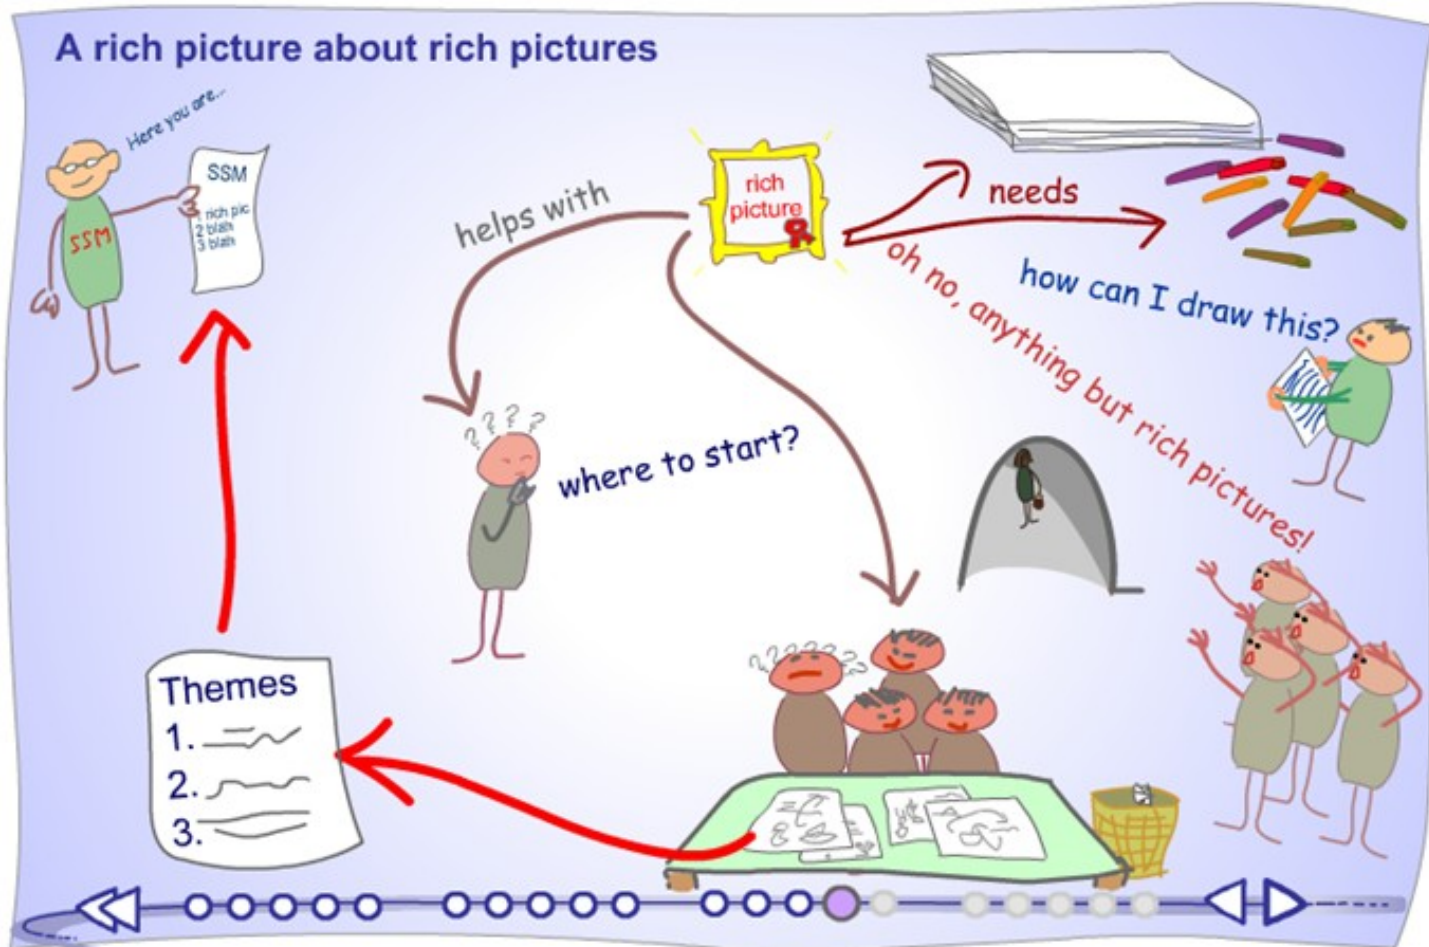 A rich picture about rich pictures
Here you are...
SSM
1 rich pic
2 blah
3 blah
SSM
helps with
rich
picture
needs
oh no, anything but rich pictures!
how can I draw this?
? ? ? ?
where to start?
Themes
1.
2.
3.
???????